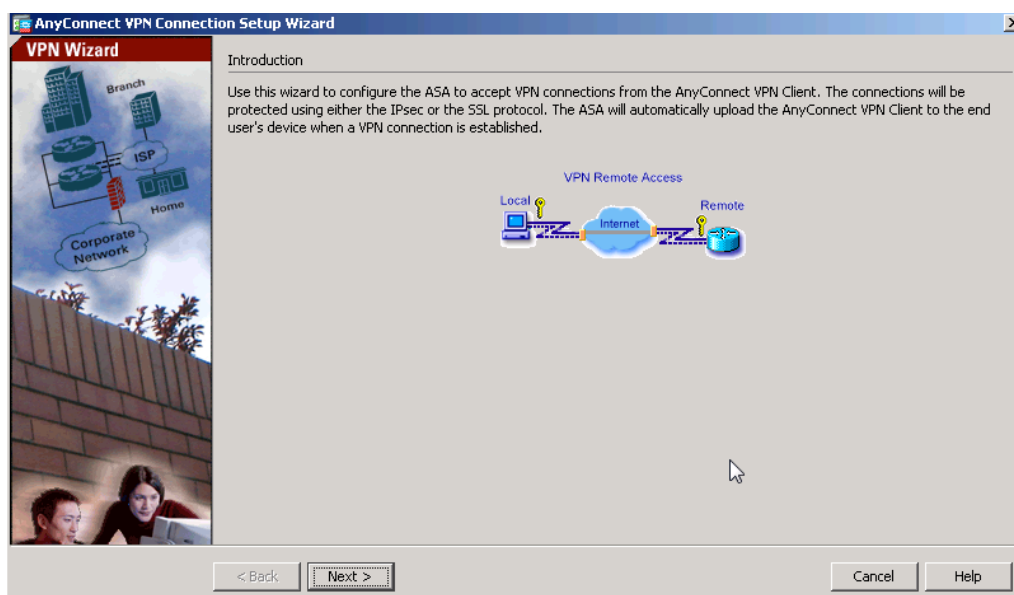 AnyConnect VPN Connection Setup Wizard
VPN Wizard
Branch
ISP
Home
Corporate
Network
Introduction
Use this wizard to configure the ASA to accept VPN connections from the AnyConnect VPN Client. The connections will be
protected using either the IPsec or the SSL protocol. The ASA will automatically upload the AnyConnect VPN Client to the end
user's device when a VPN connection is established.
VPN Remote Access
Local
Internet
Remote
< Back
Next >
Cancel
Help